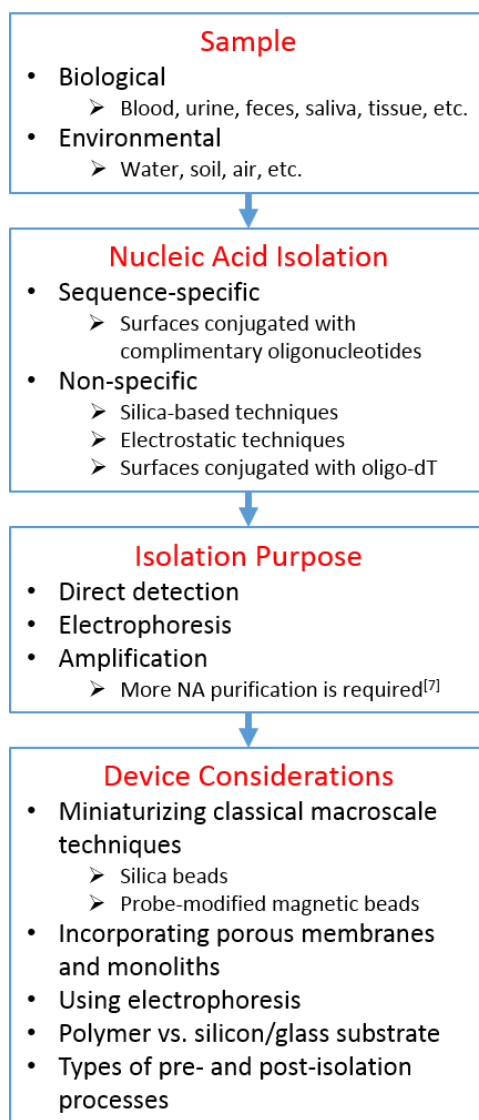 Sample
• Biological
➢ Blood, urine, feces, saliva, tissue, etc.
• Environmental
➢ Water, soil, air, etc.
Nucleic Acid Isolation
• Sequence-specific
➢ Surfaces conjugated with
complimentary oligonucleotides
• Non-specific
➢ Silica-based techniques
➢ Electrostatic techniques
➢ Surfaces conjugated with oligo-dT
Isolation Purpose
• Direct detection
• Electrophoresis
• Amplification
➢ More NA purification is required[7]
Device Considerations
• Miniaturizing classical macroscale
techniques
➢ Silica beads
➢ Probe-modified magnetic beads
• Incorporating porous membranes
and monoliths
• Using electrophoresis
• Polymer vs. silicon/glass substrate
• Types of pre- and post-isolation
processes